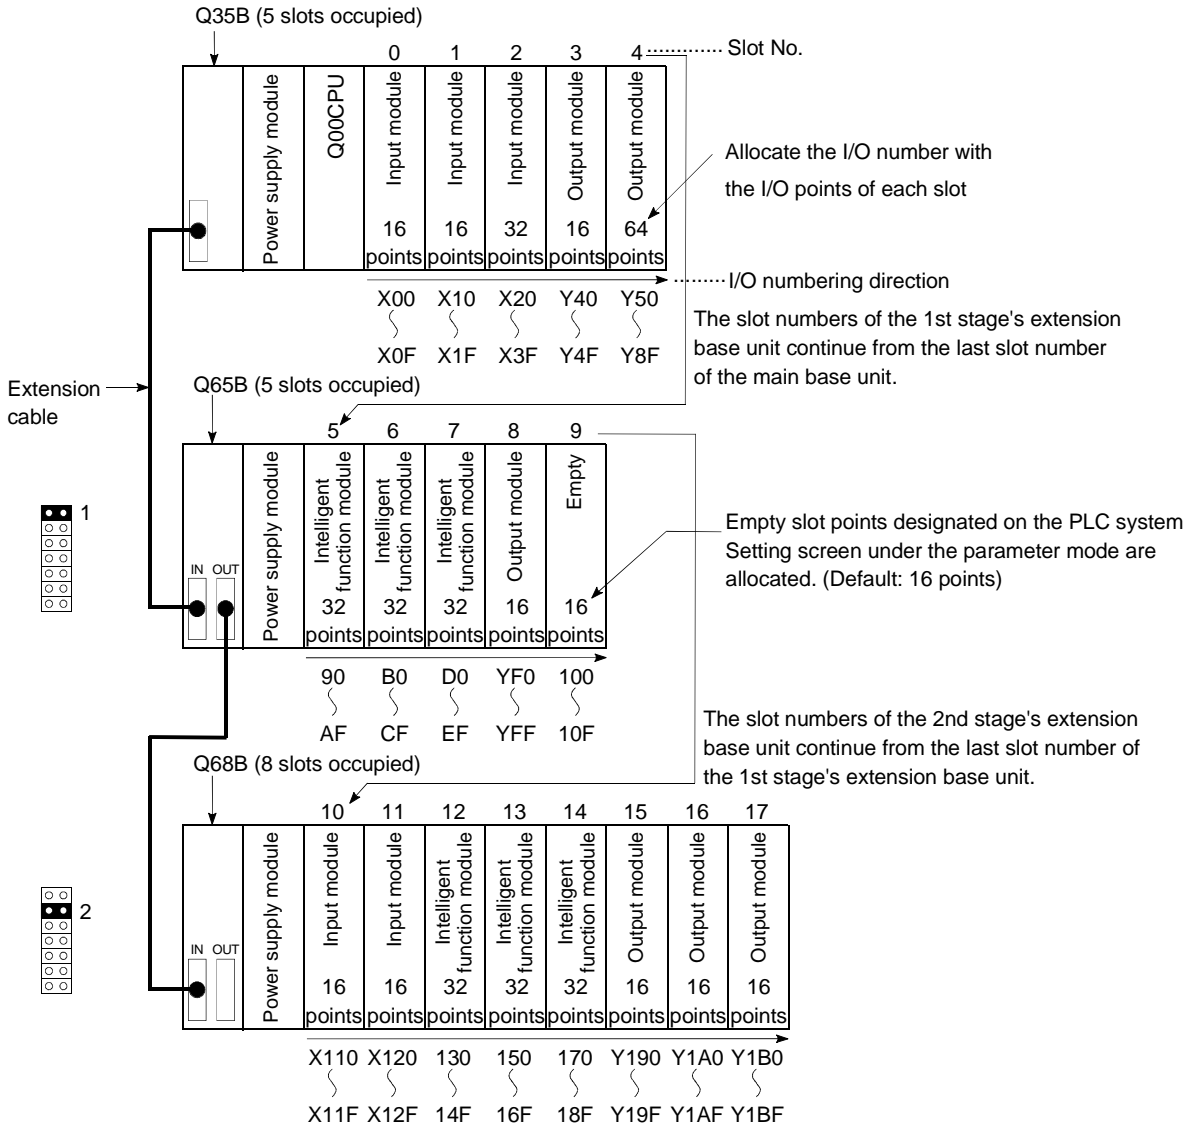 Q35B (5 slots occupied)
0 1 2 3 4 Slot No.
Power supply module
Q00CPU
Input module
Input module
Input module
Output module
Output module
16 16 32 16 64
points points points points points
Allocate the I/O number with
the I/O points of each slot
I/O numbering direction
X00 X10 X20 Y40 Y50
X0F X1F X3F Y4F Y8F
The slot numbers of the 1st stage's extension
base unit continue from the last slot number
of the main base unit.
Extension
cable
Q65B (5 slots occupied)
5 6 7 8 9
1
IN OUT
Power supply module
Intelligent
function module
Intelligent
function module
Intelligent
function module
Output module
Empty
32 32 32 16 16
points points points points points
Empty slot points designated on the PLC system
Setting screen under the parameter mode are
allocated. (Default: 16 points)
90 B0 D0 YF0 100
AF CF EF YFF 10F
The slot numbers of the 2nd stage's extension
base unit continue from the last slot number of
the 1st stage's extension base unit.
Q68B (8 slots occupied)
10 11 12 13 14 15 16 17
2
IN OUT
Power supply module
Input module
Input module
Intelligent
function module
Intelligent
function module
Intelligent
function module
Output module
Output module
Output module
16 16 32 32 32 16 16 16
points points points points points points points points
X110 X120 130 150 170 Y190 Y1A0 Y1B0
X11F X12F 14F 16F 18F Y19F Y1AF Y1BF